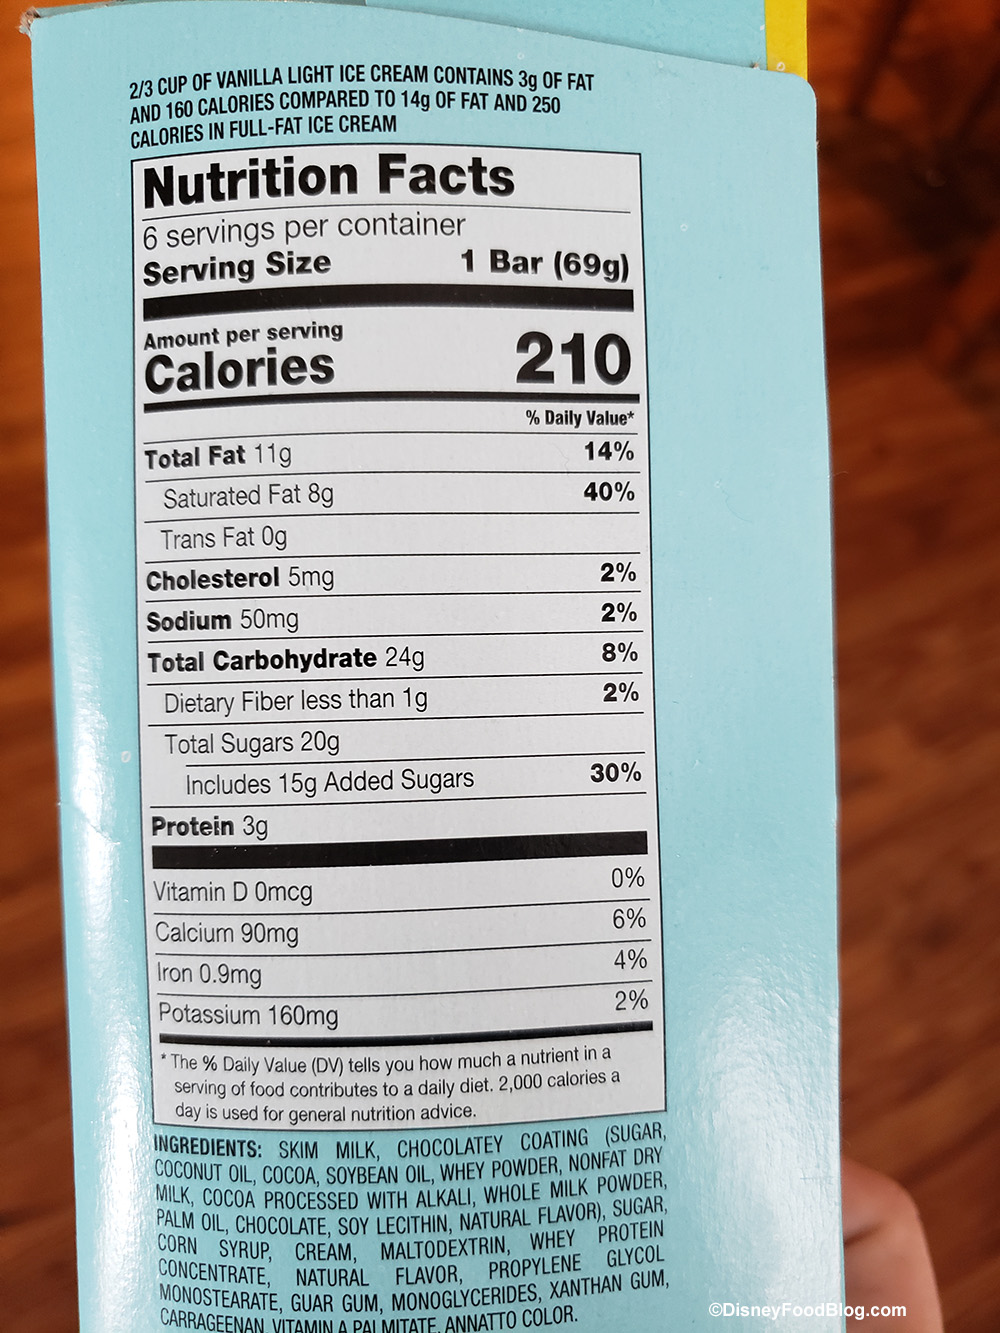 2/3 CUP OF VANILLA LIGHT ICE CREAM CONTAINS 3g OF FAT
AND 160 CALORIES COMPARED TO 14g OF FAT AND 250
CALORIES IN FULL-FAT ICE CREAM
Nutrition Facts
6 servings per container
Serving Size 1 Bar (69g)
Amount per serving
Calories 210
% Daily Value*
Total Fat 11g 14%
Saturated Fat 8g 40%
Trans Fat 0g
Cholesterol 5mg 2%
Sodium 50mg 2%
Total Carbohydrate 24g 8%
Dietary Fiber less than 1g 2%
Total Sugars 20g
Includes 15g Added Sugars 30%
Protein 3g
Vitamin D 0mcg 0%
Calcium 90mg 6%
Iron 0.9mg 4%
Potassium 160mg 2%
* The % Daily Value (DV) tells you how much a nutrient in a
serving of food contributes to a daily diet. 2,000 calories a
day is used for general nutrition advice.
INGREDIENTS: SKIM MILK, CHOCOLATEY COATING (SUGAR,
COCONUT OIL, COCOA, SOYBEAN OIL, WHEY POWDER, NONFAT DRY
MILK, COCOA PROCESSED WITH ALKALI, WHOLE MILK POWDER,
PALM OIL, CHOCOLATE, SOY LECITHIN, NATURAL FLAVOR), SUGAR,
CORN SYRUP, CREAM, MALTODEXTRIN, WHEY PROTEIN
CONCENTRATE, NATURAL FLAVOR, PROPYLENE GLYCOL
MONOSTEARATE, GUAR GUM, MONOGLYCERIDES, XANTHAN GUM,
CARRAGEENAN, VITAMIN A PALMITATE, ANNATTO COLOR.
©DisneyFoodBlog.com